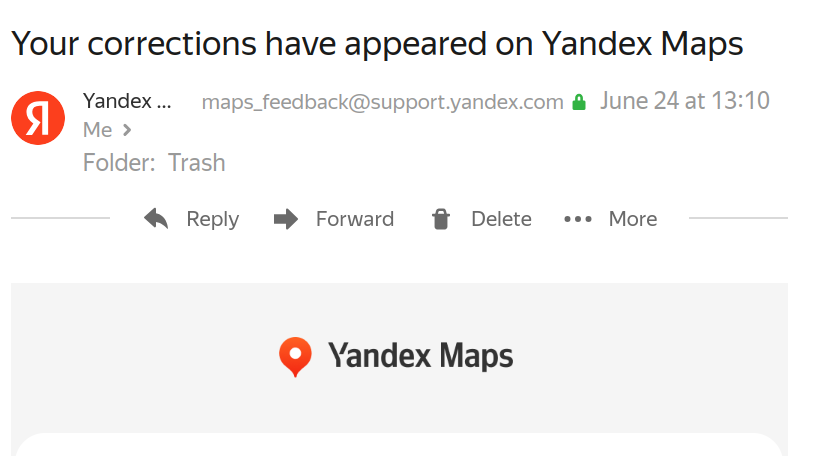 Your corrections have appeared on Yandex Maps
Я
Yandex ... maps_feedback@support.yandex.com June 24 at 13:10
Me
Folder: Trash
Reply Forward Delete More
Yandex Maps